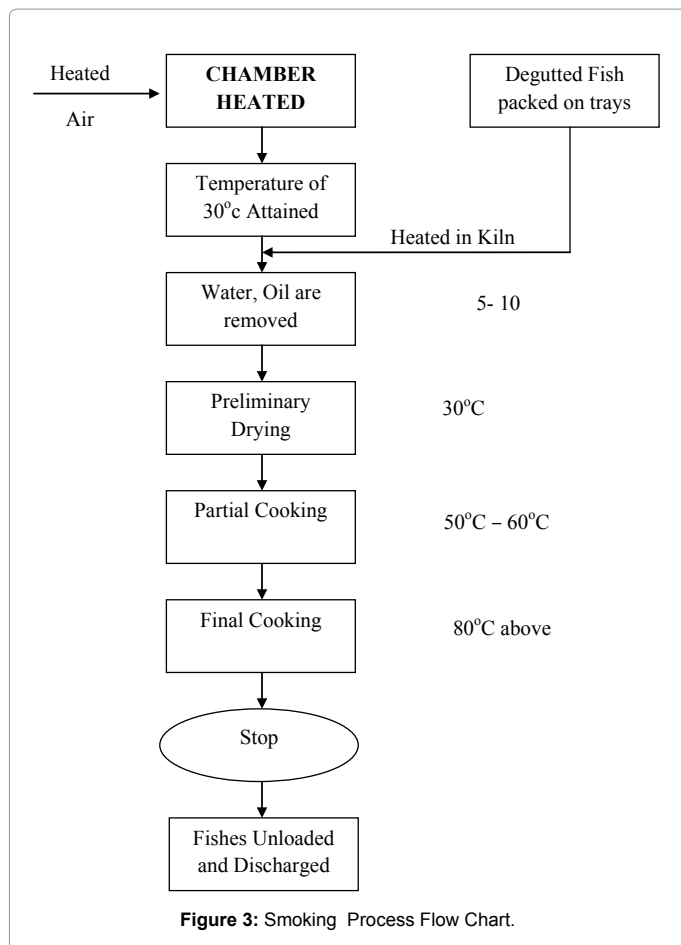 Heated
Air
CHAMBER
HEATED
Degutted Fish
packed on trays
Temperature of
30°c Attained
Heated in Kiln
Water, Oil are
removed
5- 10
Preliminary
Drying
30°C
Partial Cooking
50°C – 60°C
Final Cooking
80°C above
Stop
Fishes Unloaded
and Discharged
Figure 3: Smoking Process Flow Chart.